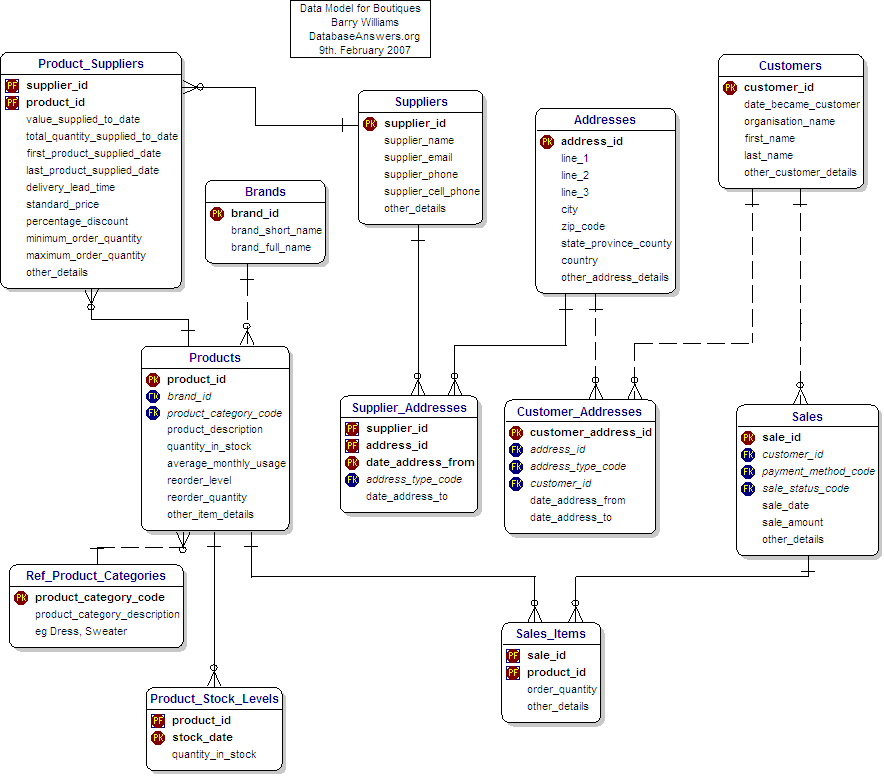 Data Model for Boutiques
Barry Williams
DatabaseAnswers.org
9th. February 2007
Product_Suppliers
PF supplier_id
PF product_id
value_supplied_to_date
total_quantity_supplied_to_date
first_product_supplied_date
last_product_supplied_date
delivery_lead_time
standard_price
percentage_discount
minimum_order_quantity
maximum_order_quantity
other_details
Suppliers
PK supplier_id
supplier_name
supplier_email
supplier_phone
supplier_cell_phone
other_details
Addresses
PK address_id
line_1
line_2
line_3
city
zip_code
state_province_county
country
other_address_details
Customers
PK customer_id
date_became_customer
organisation_name
first_name
last_name
other_customer_details
Brands
PK brand_id
brand_short_name
brand_full_name
Products
PK product_id
FK brand_id
FK product_category_code
product_description
quantity_in_stock
average_monthly_usage
reorder_level
reorder_quantity
other_item_details
Supplier_Addresses
PF supplier_id
PF address_id
PK date_address_from
FK address_type_code
date_address_to
Customer_Addresses
PK customer_address_id
FK address_id
FK address_type_code
FK customer_id
date_address_from
date_address_to
Sales
PK sale_id
FK customer_id
FK payment_method_code
FK sale_status_code
sale_date
sale_amount
other_details
Ref_Product_Categories
PK product_category_code
product_category_description
eg Dress, Sweater
Sales_Items
PF sale_id
PF product_id
order_quantity
other_details
Product_Stock_Levels
PF product_id
PK stock_date
quantity_in_stock